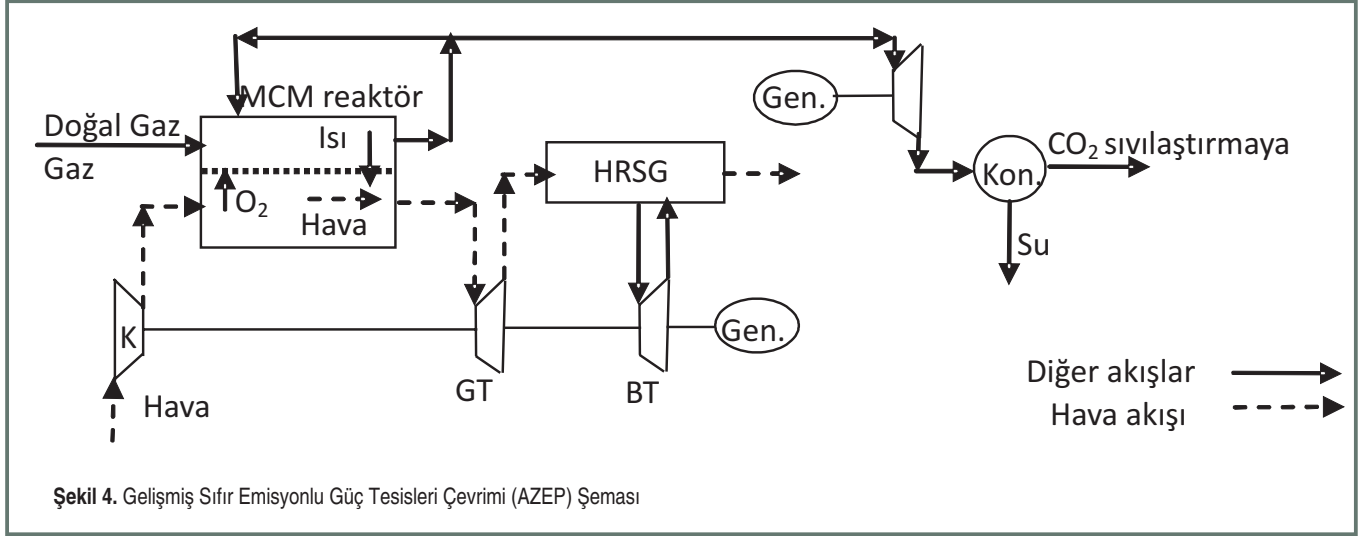 MCM reaktör
Doğal Gaz
Gaz
Isı
O₂
Hava
HRSG
Gen.
Kon.
CO₂ sıvılaştırmaya
Su
K
Hava
GT
BT
Gen.
Diğer akışlar
Hava akışı
Şekil 4. Gelişmiş Sıfır Emisyonlu Güç Tesisleri Çevrimi (AZEP) Şeması